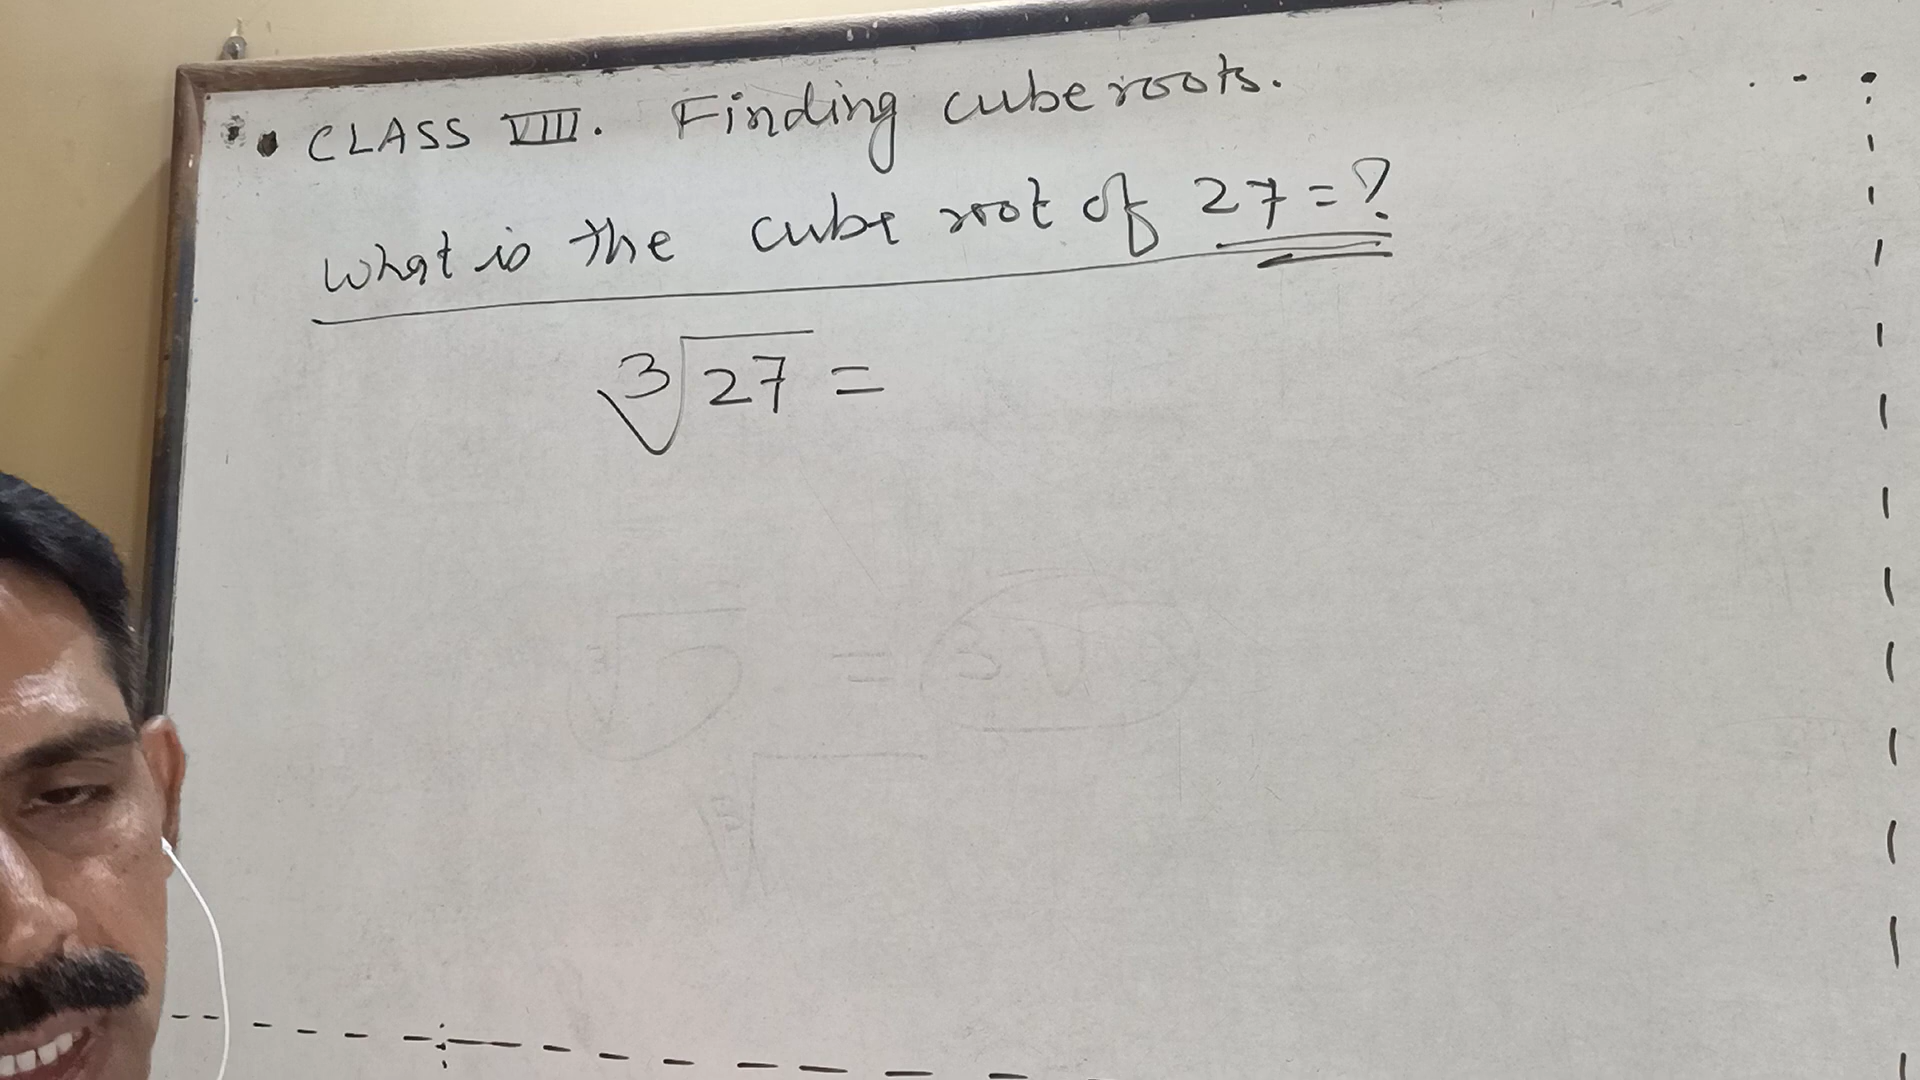 CLASS VIII. Finding cube roots.
What is the cube root of 27 = ?
∛27 =